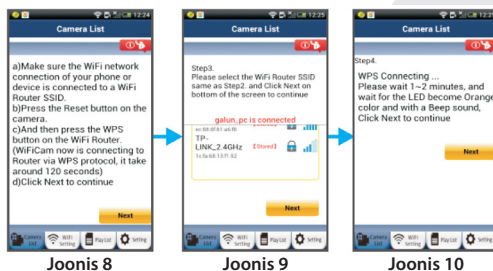 12:24
Camera List
a)Make sure the WiFi network
connection of your phone or
device is connected to a WiFi
Router SSID.
b)Press the Reset button on the
camera.
c)And then press the WPS
button on the WiFi Router.
(WiFiCam now is connecting to
Router via WPS protocol, it take
around 120 seconds)
d)Click Next to continue
Next
Camera List
WiFi Setting
Play List
Setting
Joonis 8
12:25
Camera List
Step3.
Please select the WiFi Router SSID
same as Step2. and Click Next on
bottom of the screen to continue
galun_pc is connected
TP-
LINK_2.4GHz [Stored]
Next
Camera List
WiFi Setting
Play List
Setting
Joonis 9
12:25
Camera List
Step4.
WPS Connecting ...
Please wait 1~2 minutes, and
wait for the LED become Orange
color and with a Beep sound,
Click Next to continue
Next
Camera List
WiFi Setting
Play List
Setting
Joonis 10